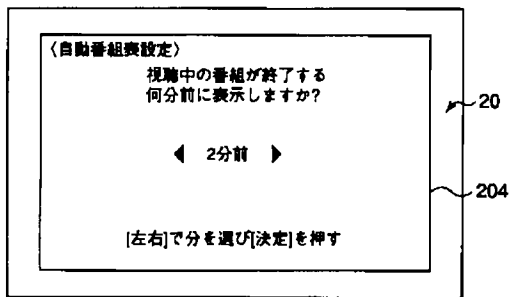 〈自動番組表設定〉
視聴中の番組が終了する
何分前に表示しますか?
◀ 2分前 ▶
[左右]で分を選び[決定]を押す
20
204